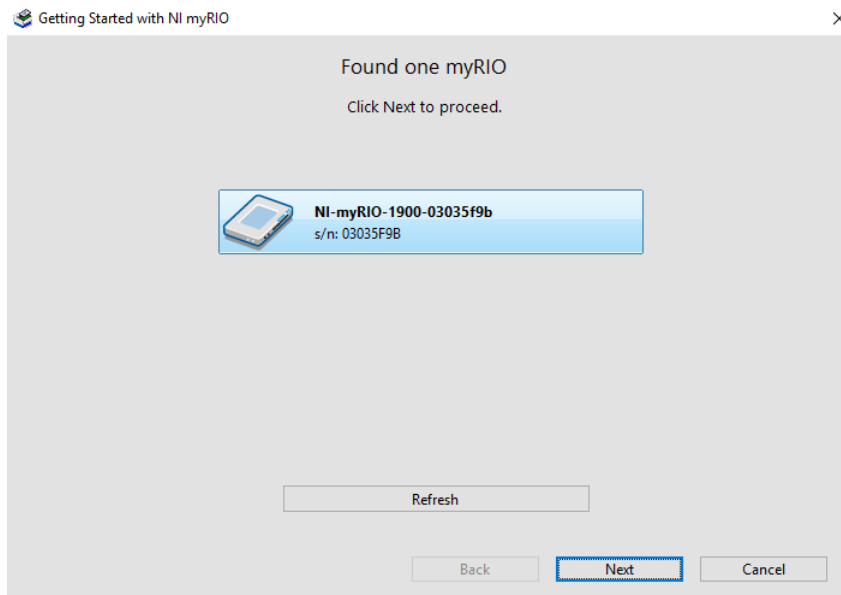 Getting Started with NI myRIO
Found one myRIO
Click Next to proceed.
NI-myRIO-1900-03035f9b
s/n: 03035F9B
Refresh
Back Next Cancel